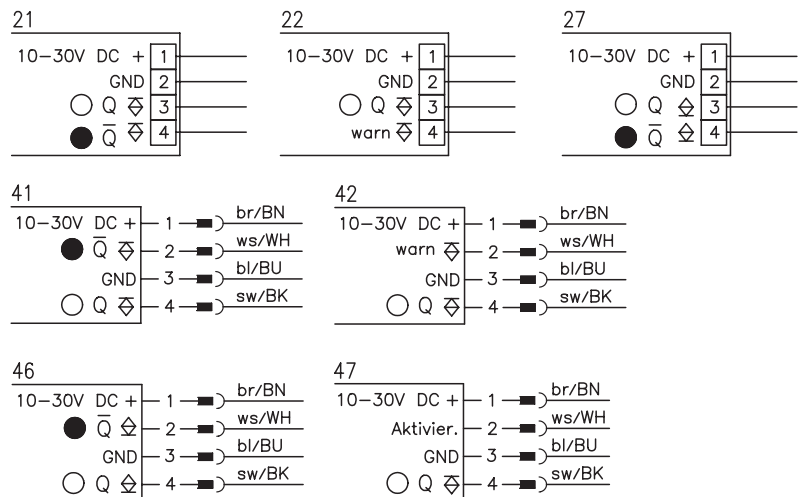 21
10–30V DC + 1
GND 2
Q 3
Q̅ 4
22
10–30V DC + 1
GND 2
Q 3
warn 4
27
10–30V DC + 1
GND 2
Q 3
Q̅ 4
41
10–30V DC + 1 br/BN
Q̅ 2 ws/WH
GND 3 bl/BU
Q 4 sw/BK
42
10–30V DC + 1 br/BN
warn 2 ws/WH
GND 3 bl/BU
Q 4 sw/BK
46
10–30V DC + 1 br/BN
Q̅ 2 ws/WH
GND 3 bl/BU
Q 4 sw/BK
47
10–30V DC + 1 br/BN
Aktivier. 2 ws/WH
GND 3 bl/BU
Q 4 sw/BK